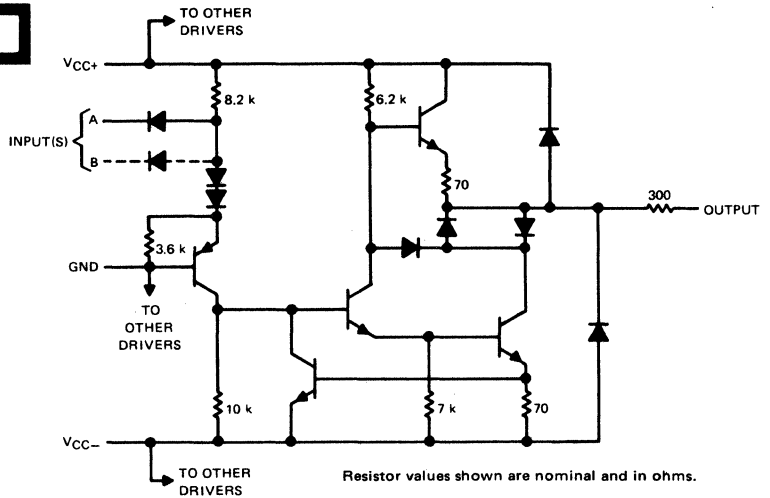 TO OTHER
DRIVERS
VCC+
8.2 k
6.2 k
A
INPUT(S)
B
70
300
OUTPUT
3.6 k
GND
TO
OTHER
DRIVERS
10 k
7 k
70
VCC–
TO OTHER
DRIVERS
Resistor values shown are nominal and in ohms.